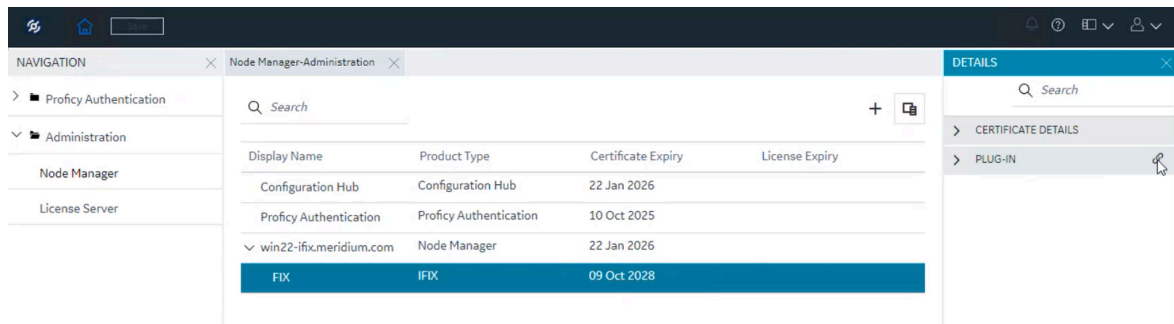 Save
NAVIGATION
Node Manager-Administration
DETAILS
Proficy Authentication
Search
Search
Administration
CERTIFICATE DETAILS
Display Name Product Type Certificate Expiry License Expiry
PLUG-IN
Node Manager
Configuration Hub Configuration Hub 22 Jan 2026
License Server
Proficy Authentication Proficy Authentication 10 Oct 2025
win22-ifix.meridium.com Node Manager 22 Jan 2026
FIX IFIX 09 Oct 2028